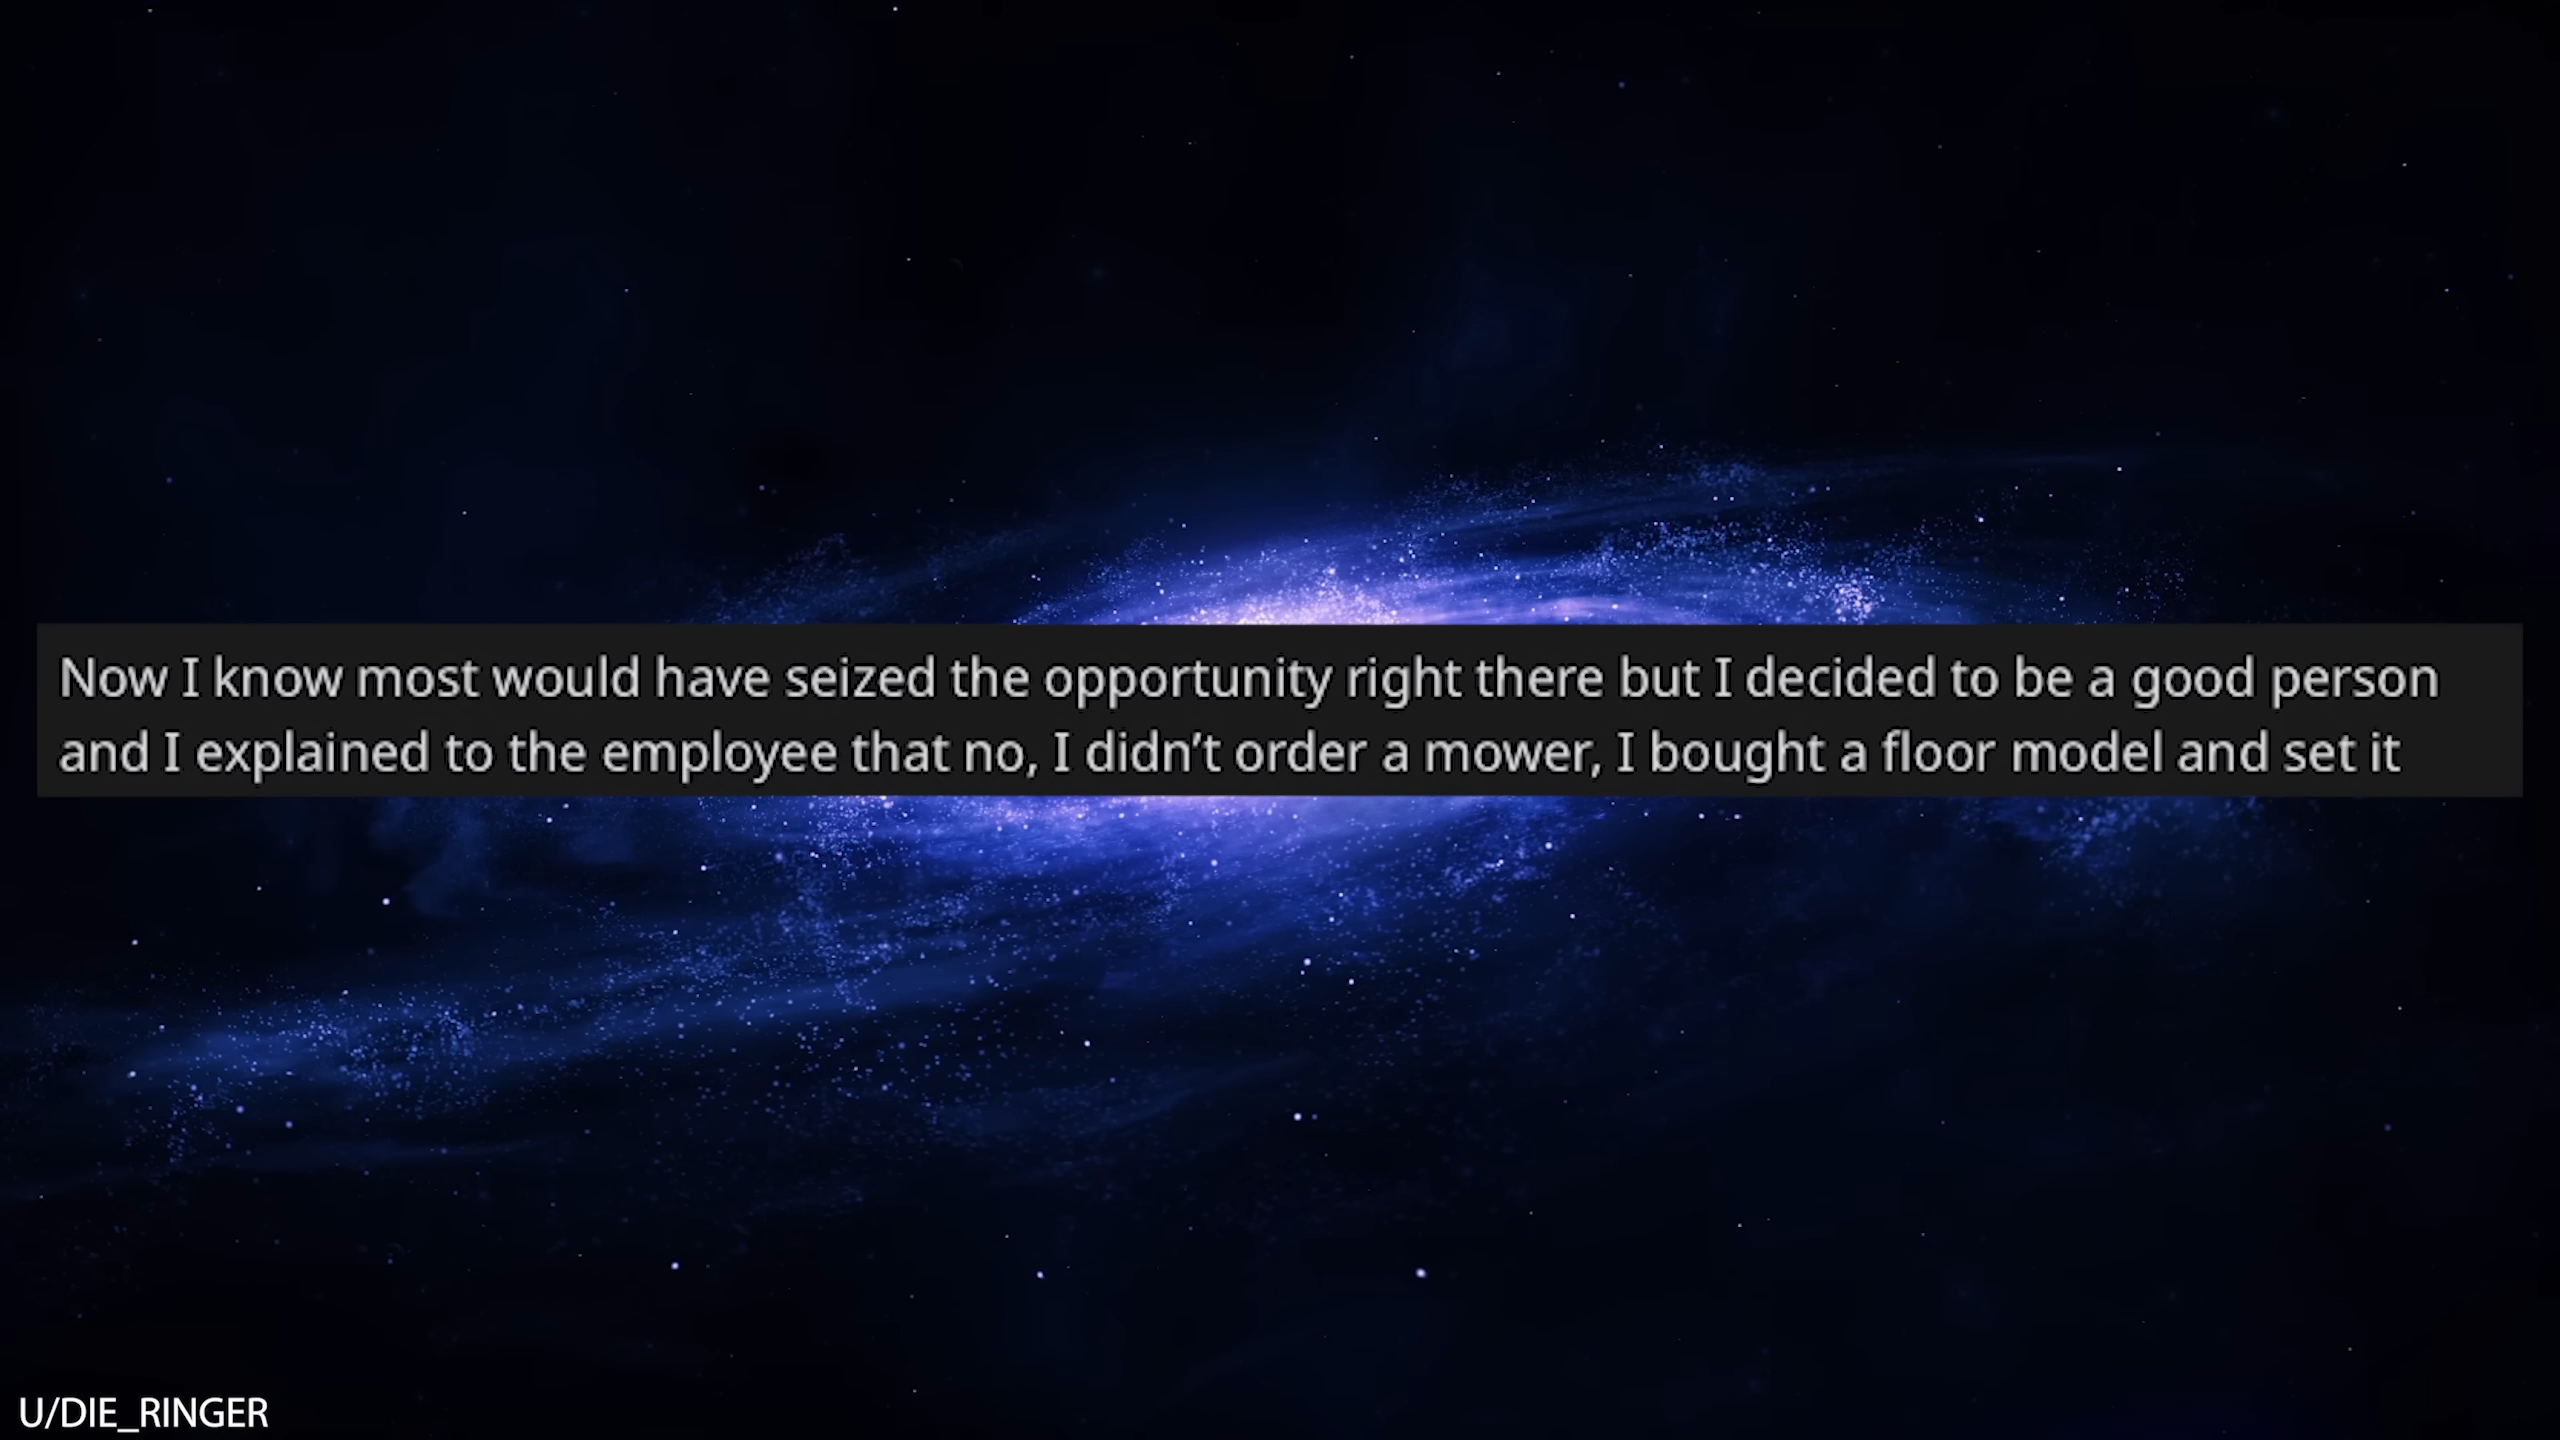 Now I know most would have seized the opportunity right there but I decided to be a good person
and I explained to the employee that no, I didn’t order a mower, I bought a floor model and set it
U/DIE_RINGER